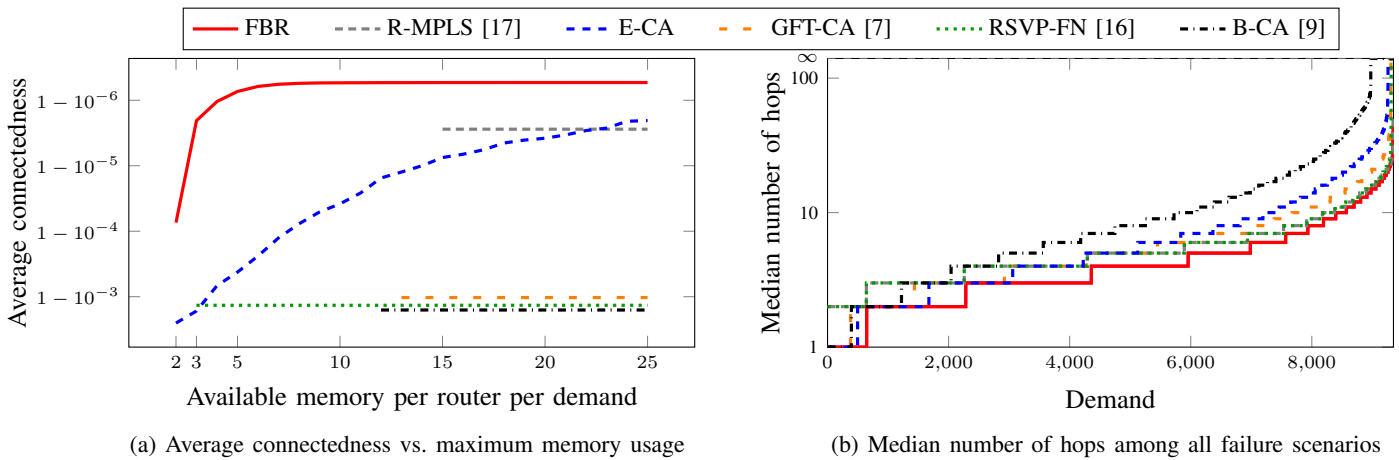 FBR R-MPLS [17] E-CA GFT-CA [7] RSVP-FN [16] B-CA [9]
Average connectedness
1 − 10⁻⁶
1 − 10⁻⁵
1 − 10⁻⁴
1 − 10⁻³
2 3 5 10 15 20 25
Available memory per router per demand
(a) Average connectedness vs. maximum memory usage
Median number of hops
∞
100
10
1
0 2,000 4,000 6,000 8,000
Demand
(b) Median number of hops among all failure scenarios